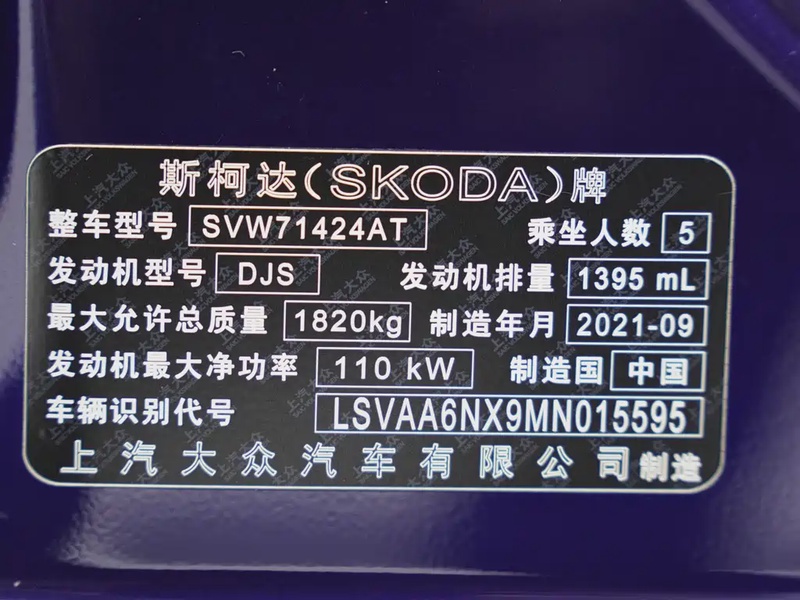 斯柯达(SKODA)牌
整车型号 SVW71424AT 乘坐人数 5
发动机型号 DJS 发动机排量 1395 mL
最大允许总质量 1820kg 制造年月 2021-09
发动机最大净功率 110 kW 制造国 中国
车辆识别代号 LSVAA6NX9MN015595
上汽大众汽车有限公司制造